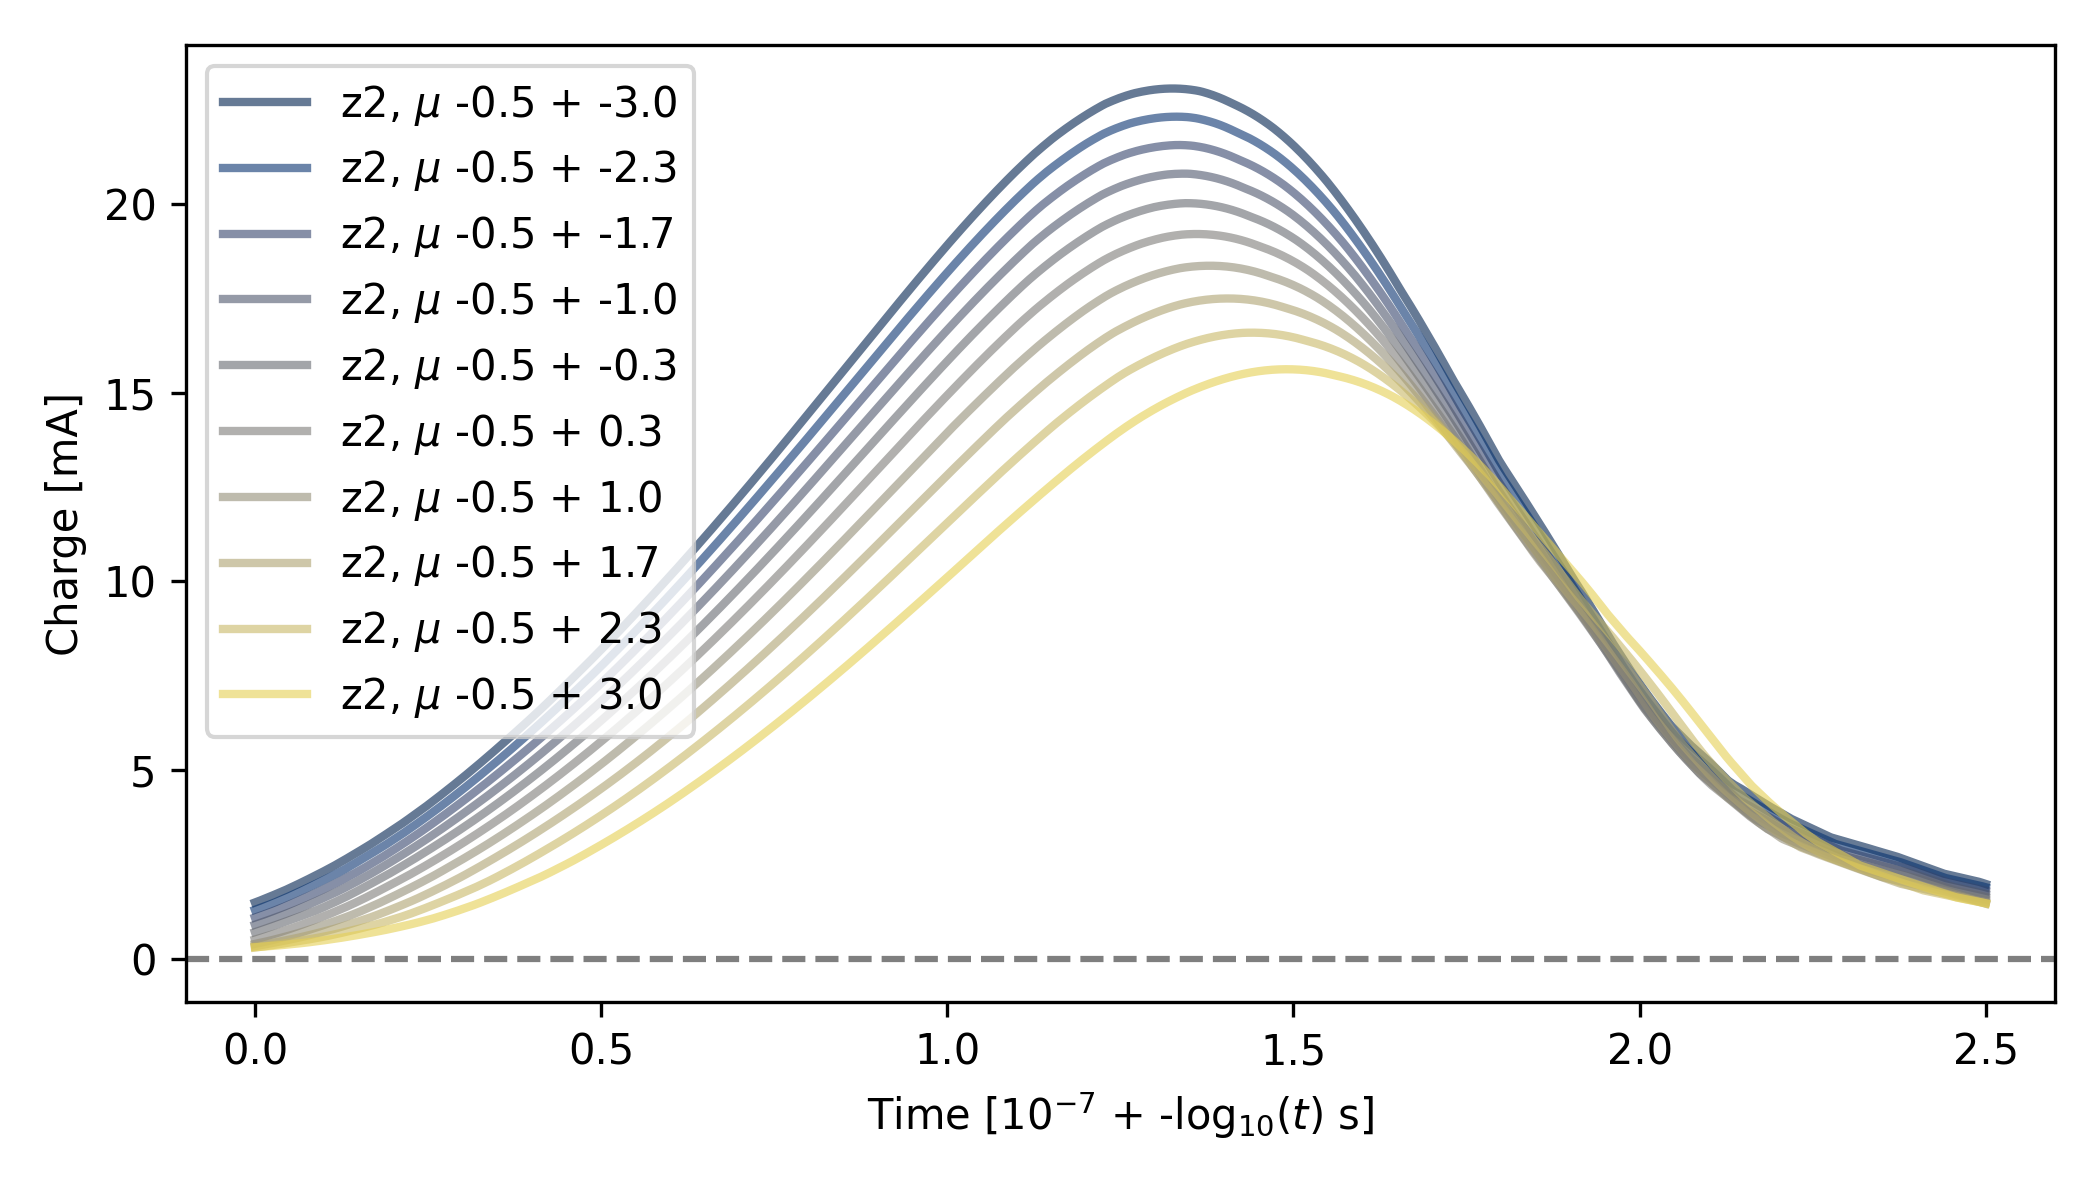 z2, μ -0.5 + -3.0
z2, μ -0.5 + -2.3
z2, μ -0.5 + -1.7
z2, μ -0.5 + -1.0
z2, μ -0.5 + -0.3
z2, μ -0.5 + 0.3
z2, μ -0.5 + 1.0
z2, μ -0.5 + 1.7
z2, μ -0.5 + 2.3
z2, μ -0.5 + 3.0
Charge [mA]
20
15
10
5
0
0.0 0.5 1.0 1.5 2.0 2.5
Time [10⁻⁷ + -log₁₀(t) s]